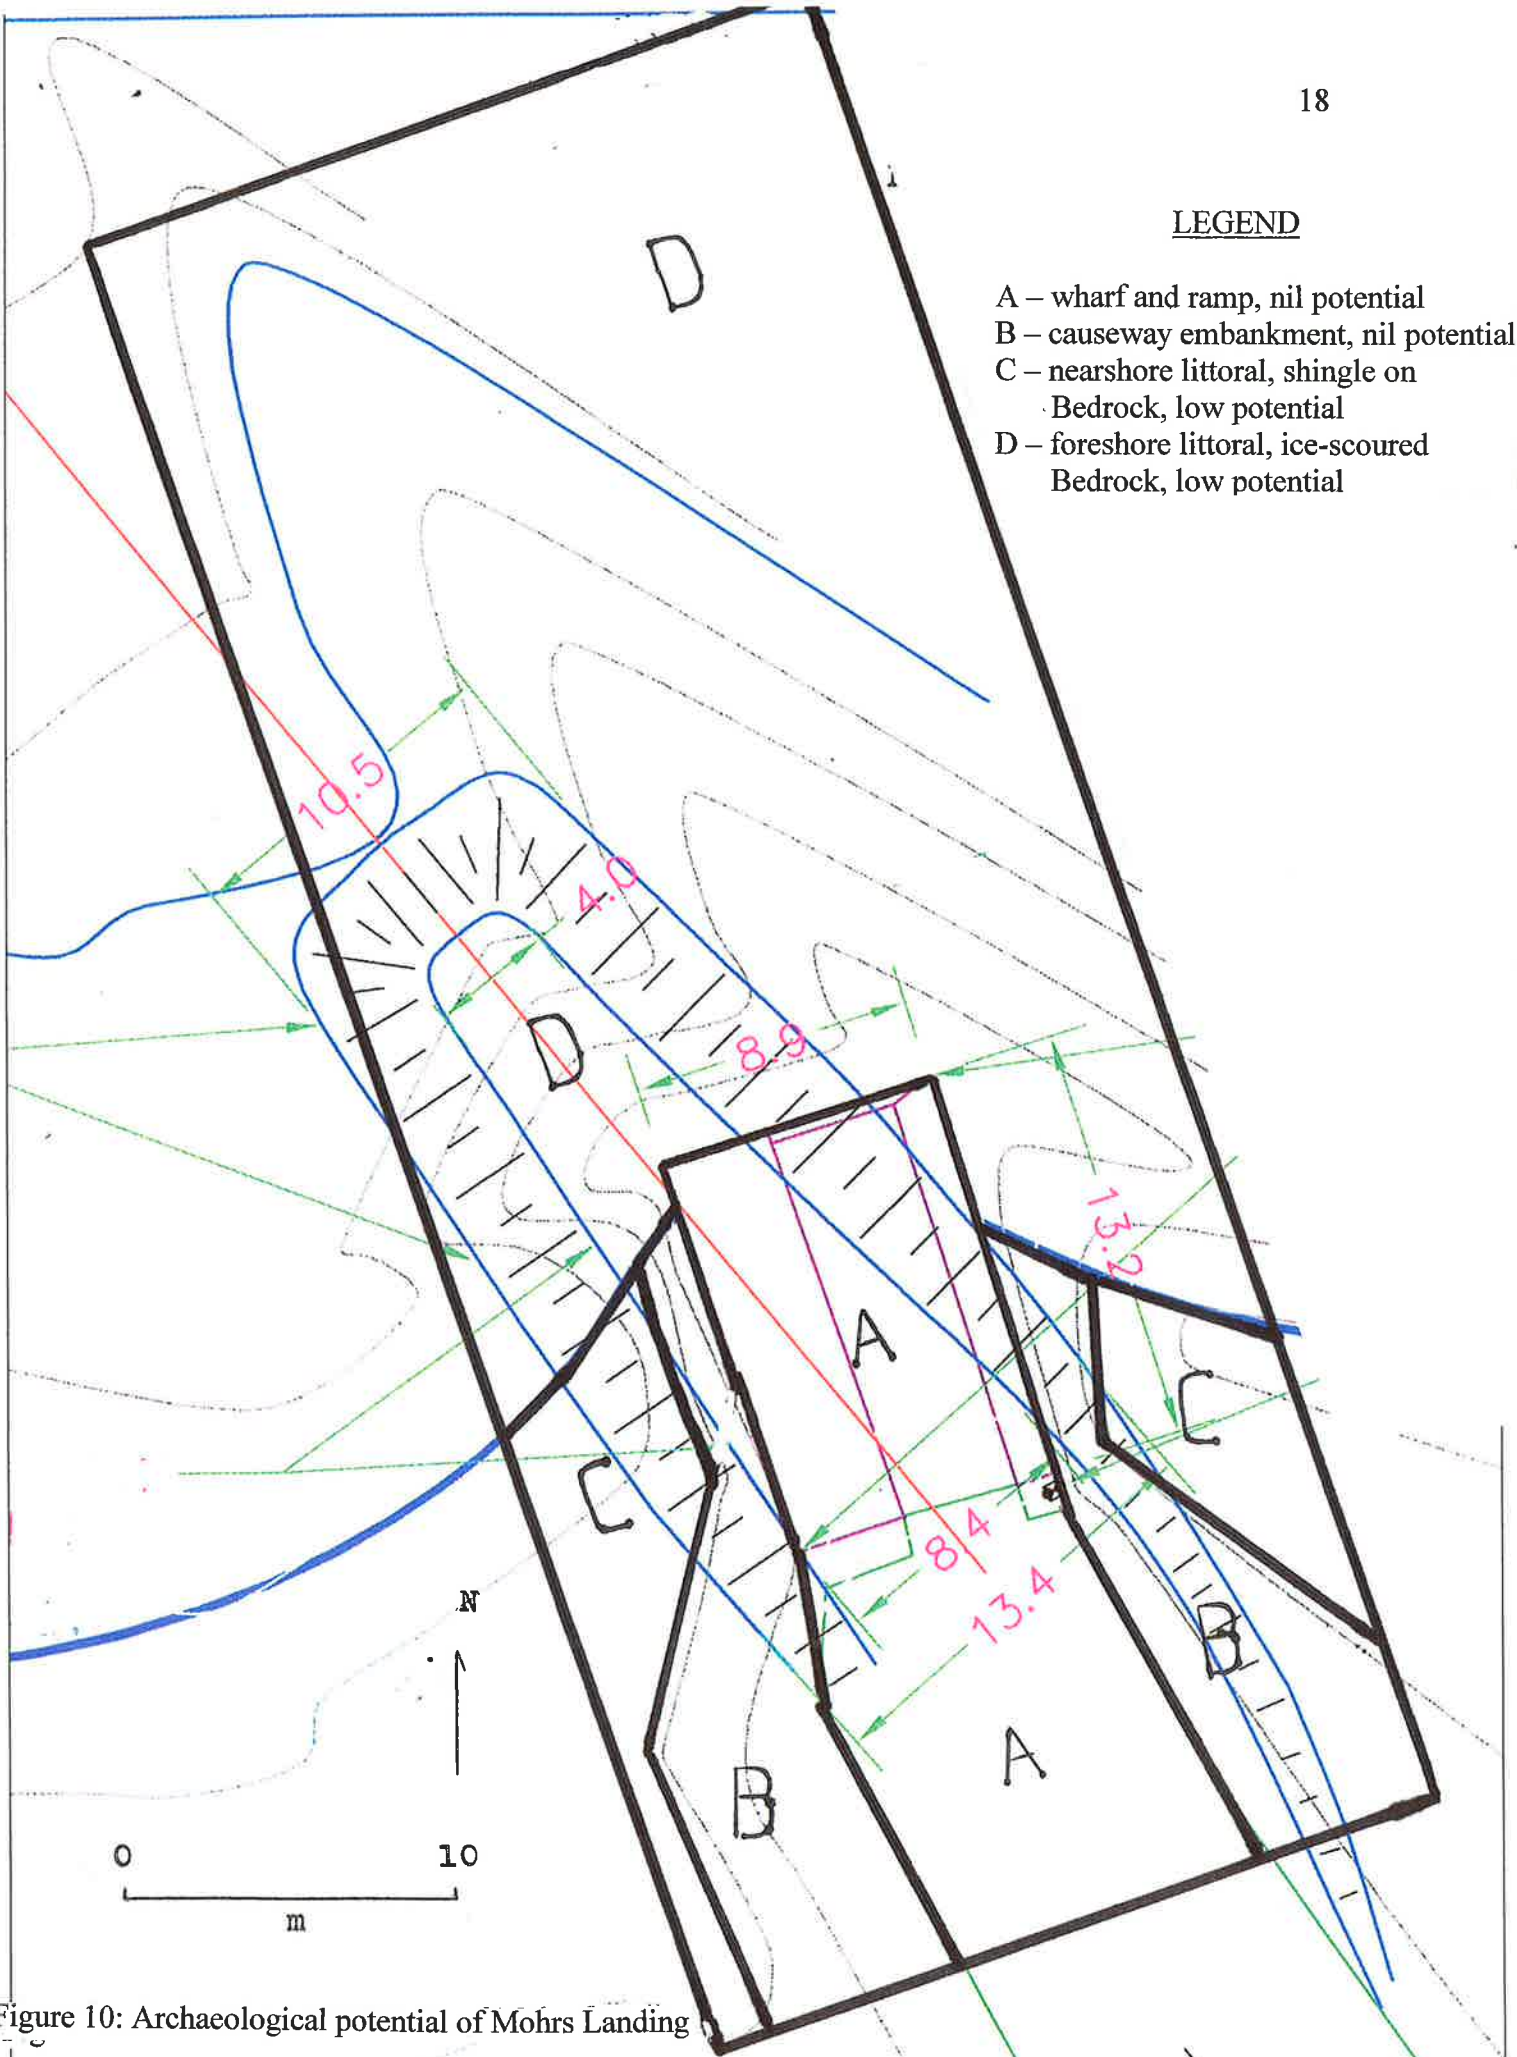 18
LEGEND
A – wharf and ramp, nil potential
B – causeway embankment, nil potential
C – nearshore littoral, shingle on
Bedrock, low potential
D – foreshore littoral, ice-scoured
Bedrock, low potential
D
10.5
4.0
D
8.9
13.2
A
C
C
8.4
13.4
N
B
A
B
0 10
m
Figure 10: Archaeological potential of Mohrs Landing